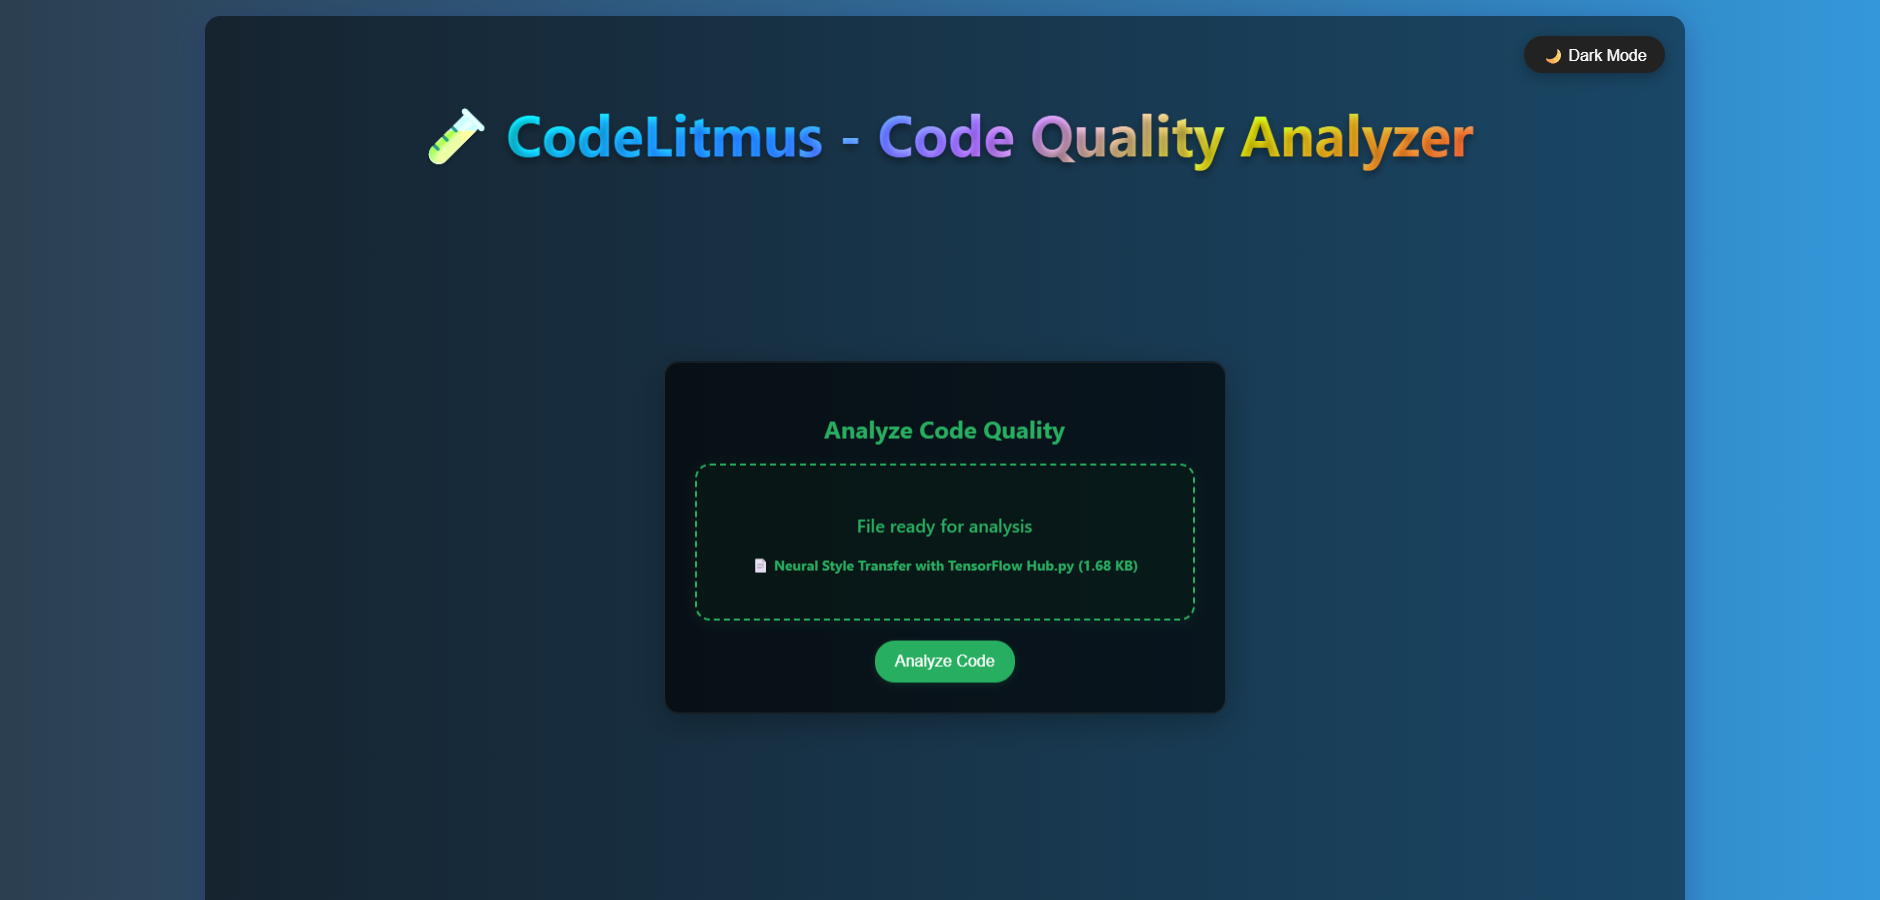 🌙 Dark Mode
🧪 CodeLitmus - Code Quality Analyzer
Analyze Code Quality
File ready for analysis
📄 Neural Style Transfer with TensorFlow Hub.py (1.68 KB)
Analyze Code